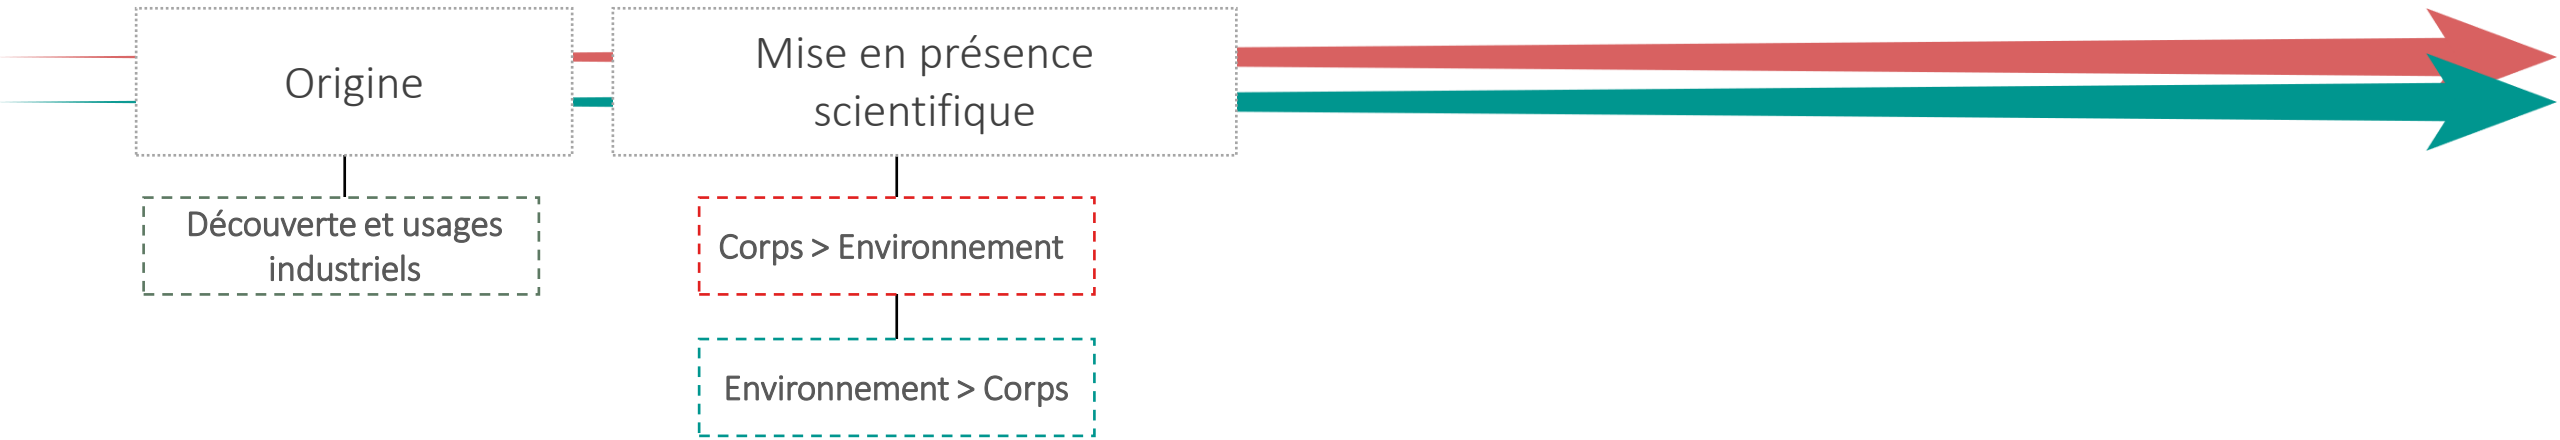 Origine
Mise en présence
scientifique
Découverte et usages
industriels
Corps > Environnement
Environnement > Corps